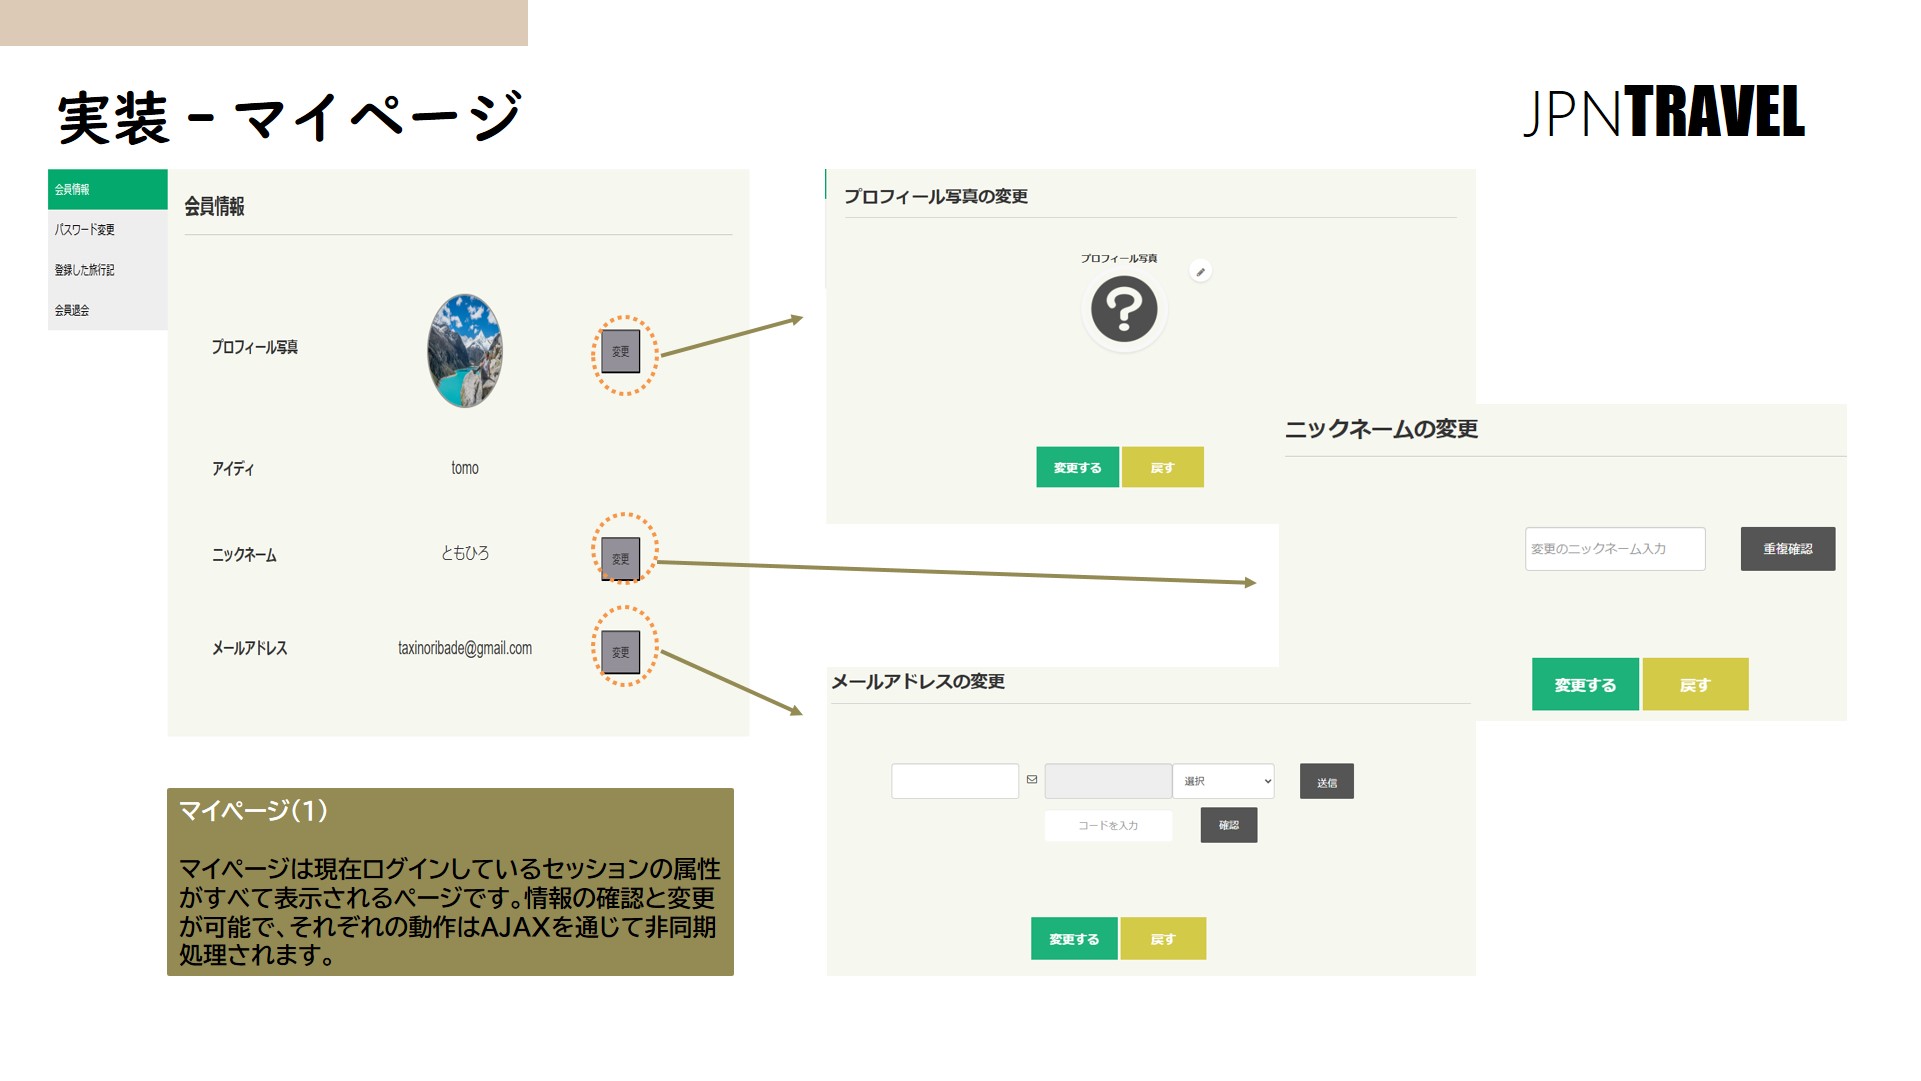 実装 - マイページ
JPNTRAVEL
会員情報
パスワード変更
登録した旅行記
会員退会
会員情報
プロフィール写真
変更
アイディ
tomo
ニックネーム
ともひろ
変更
メールアドレス
taxinoribade@gmail.com
変更
プロフィール写真の変更
プロフィール写真
変更する
戻す
ニックネームの変更
変更のニックネーム入力
重複確認
変更する
戻す
メールアドレスの変更
選択
送信
コードを入力
確認
変更する
戻す
マイページ(1)
マイページは現在ログインしているセッションの属性
がすべて表示されるページです。情報の確認と変更
が可能で、それぞれの動作はAJAXを通じて非同期
処理されます。